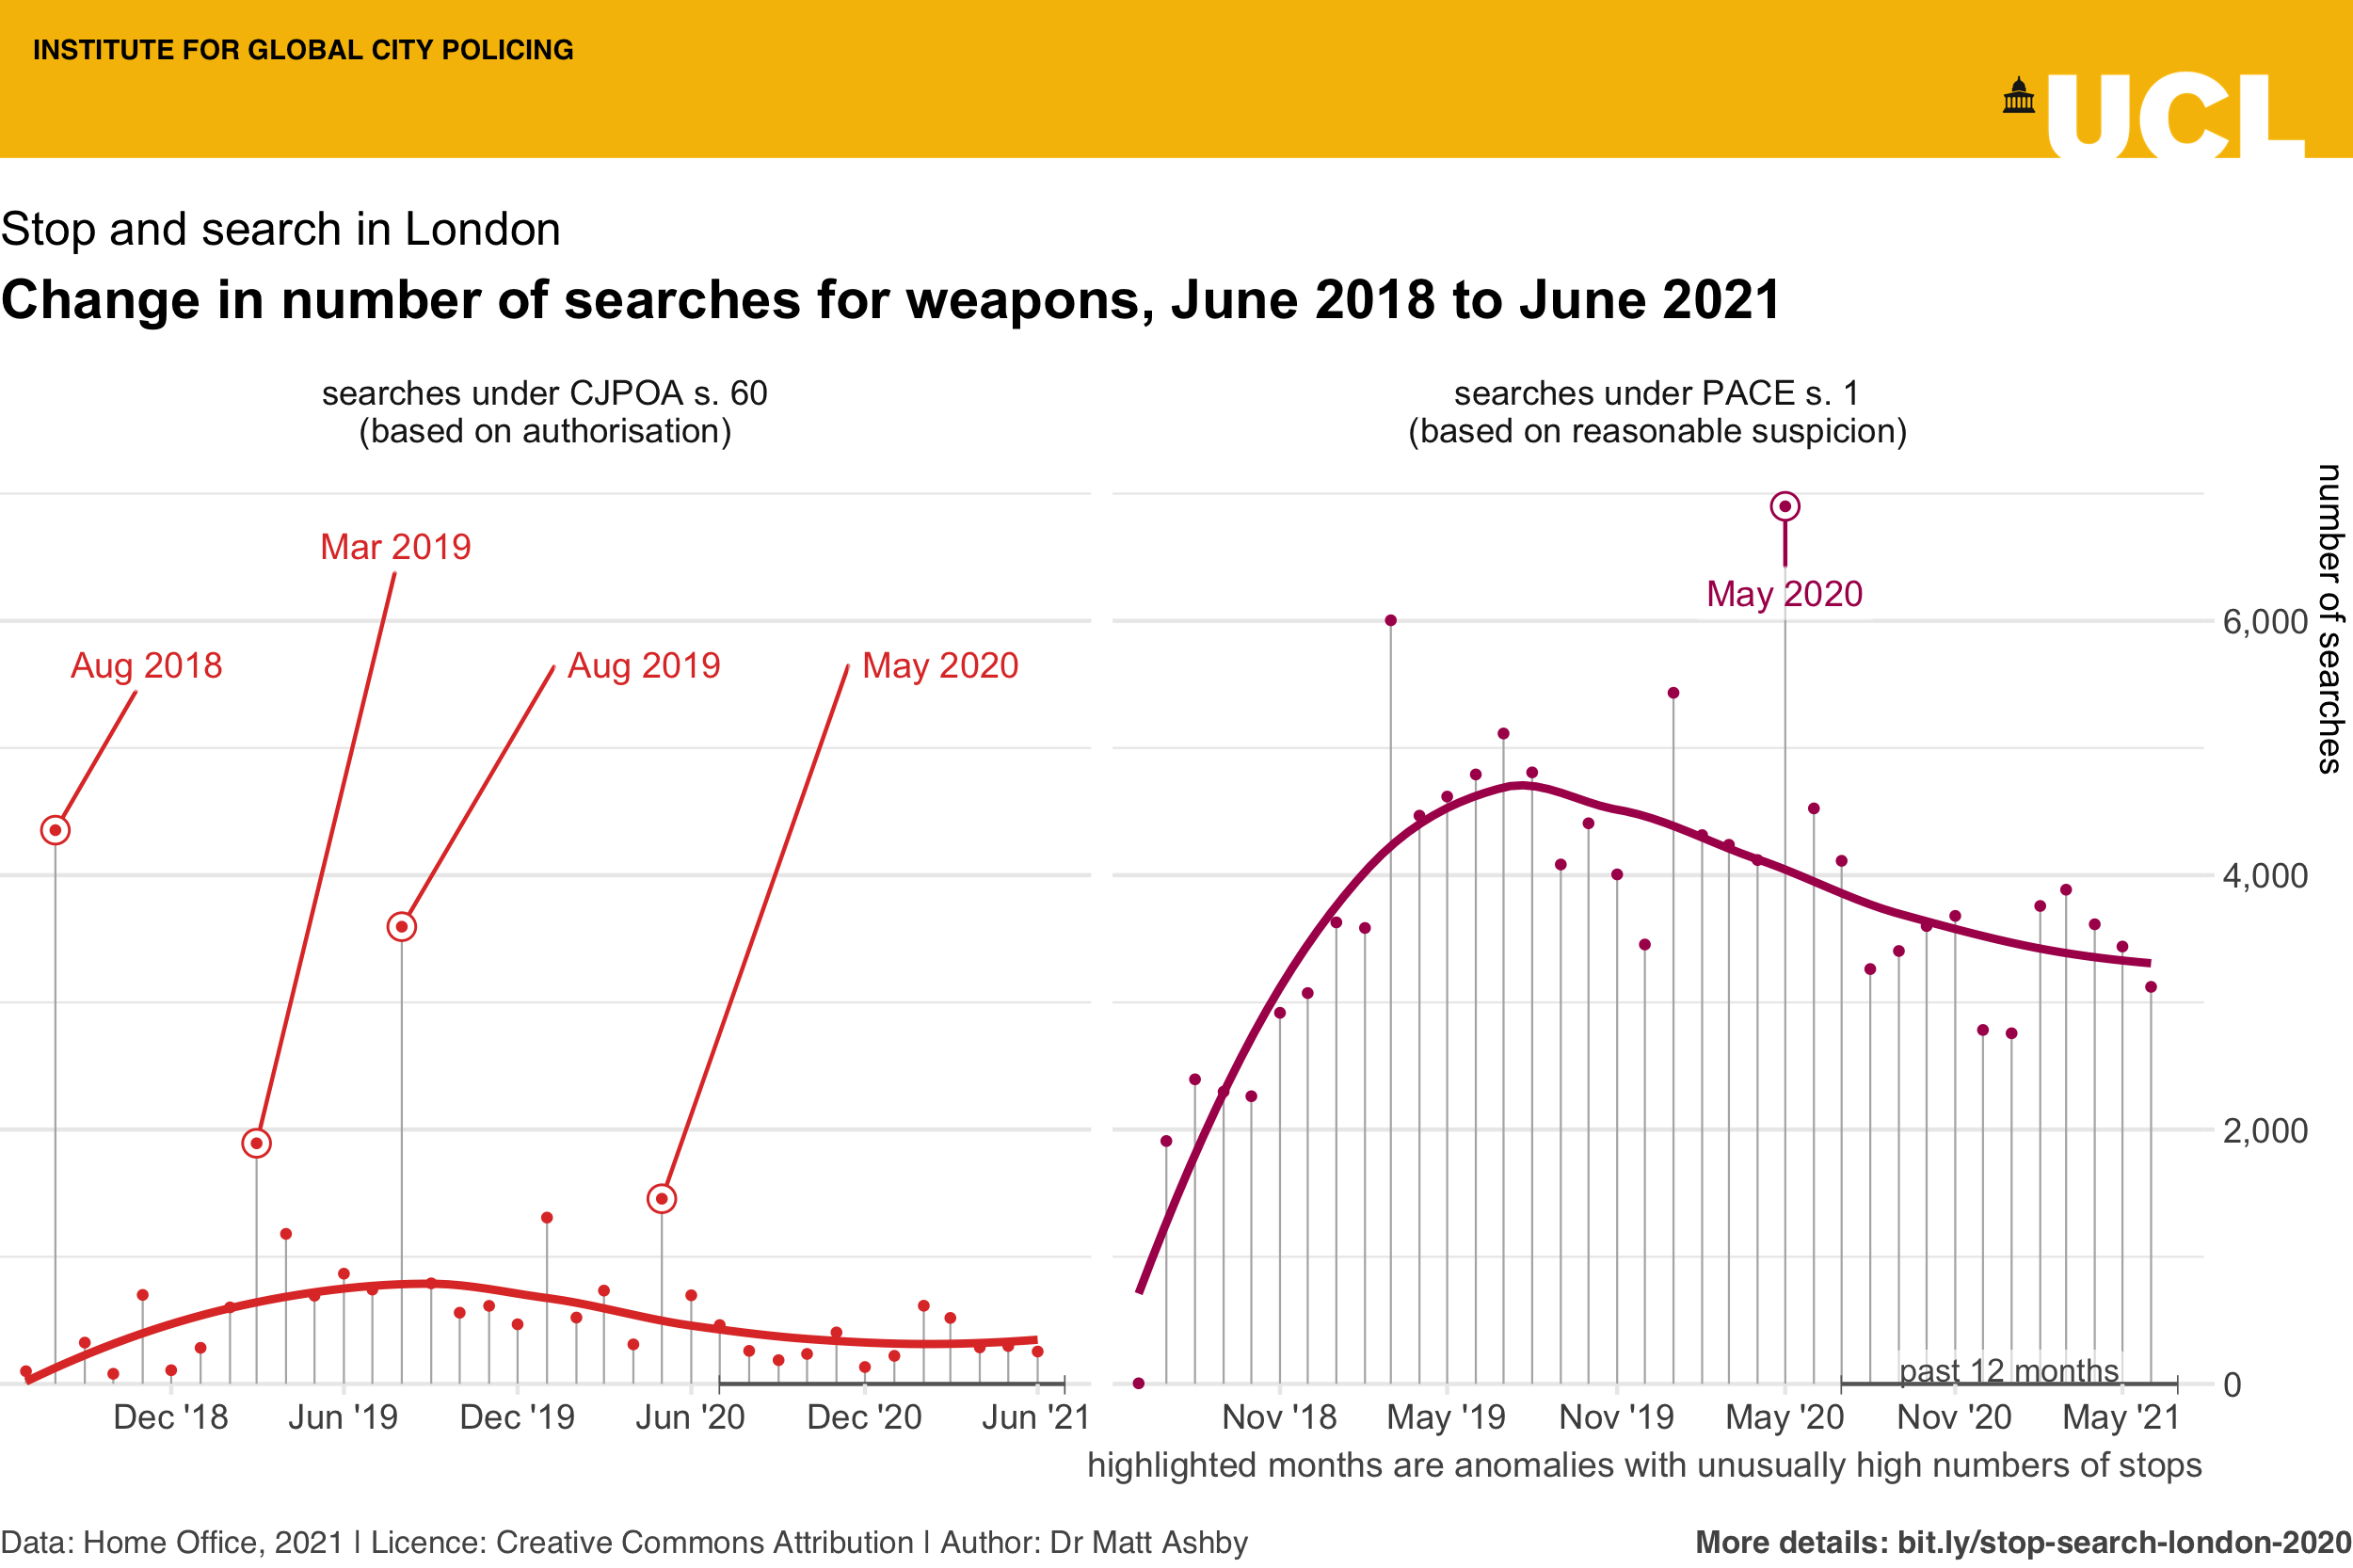 INSTITUTE FOR GLOBAL CITY POLICING
UCL
Stop and search in London
Change in number of searches for weapons, June 2018 to June 2021
searches under CJPOA s. 60
(based on authorisation)
searches under PACE s. 1
(based on reasonable suspicion)
Mar 2019
Aug 2018
Aug 2019
May 2020
May 2020
number of searches
6,000
4,000
2,000
0
past 12 months
Dec '18 Jun '19 Dec '19 Jun '20 Dec '20 Jun '21
Nov '18 May '19 Nov '19 May '20 Nov '20 May '21
highlighted months are anomalies with unusually high numbers of stops
Data: Home Office, 2021 | Licence: Creative Commons Attribution | Author: Dr Matt Ashby
More details: bit.ly/stop-search-london-2020